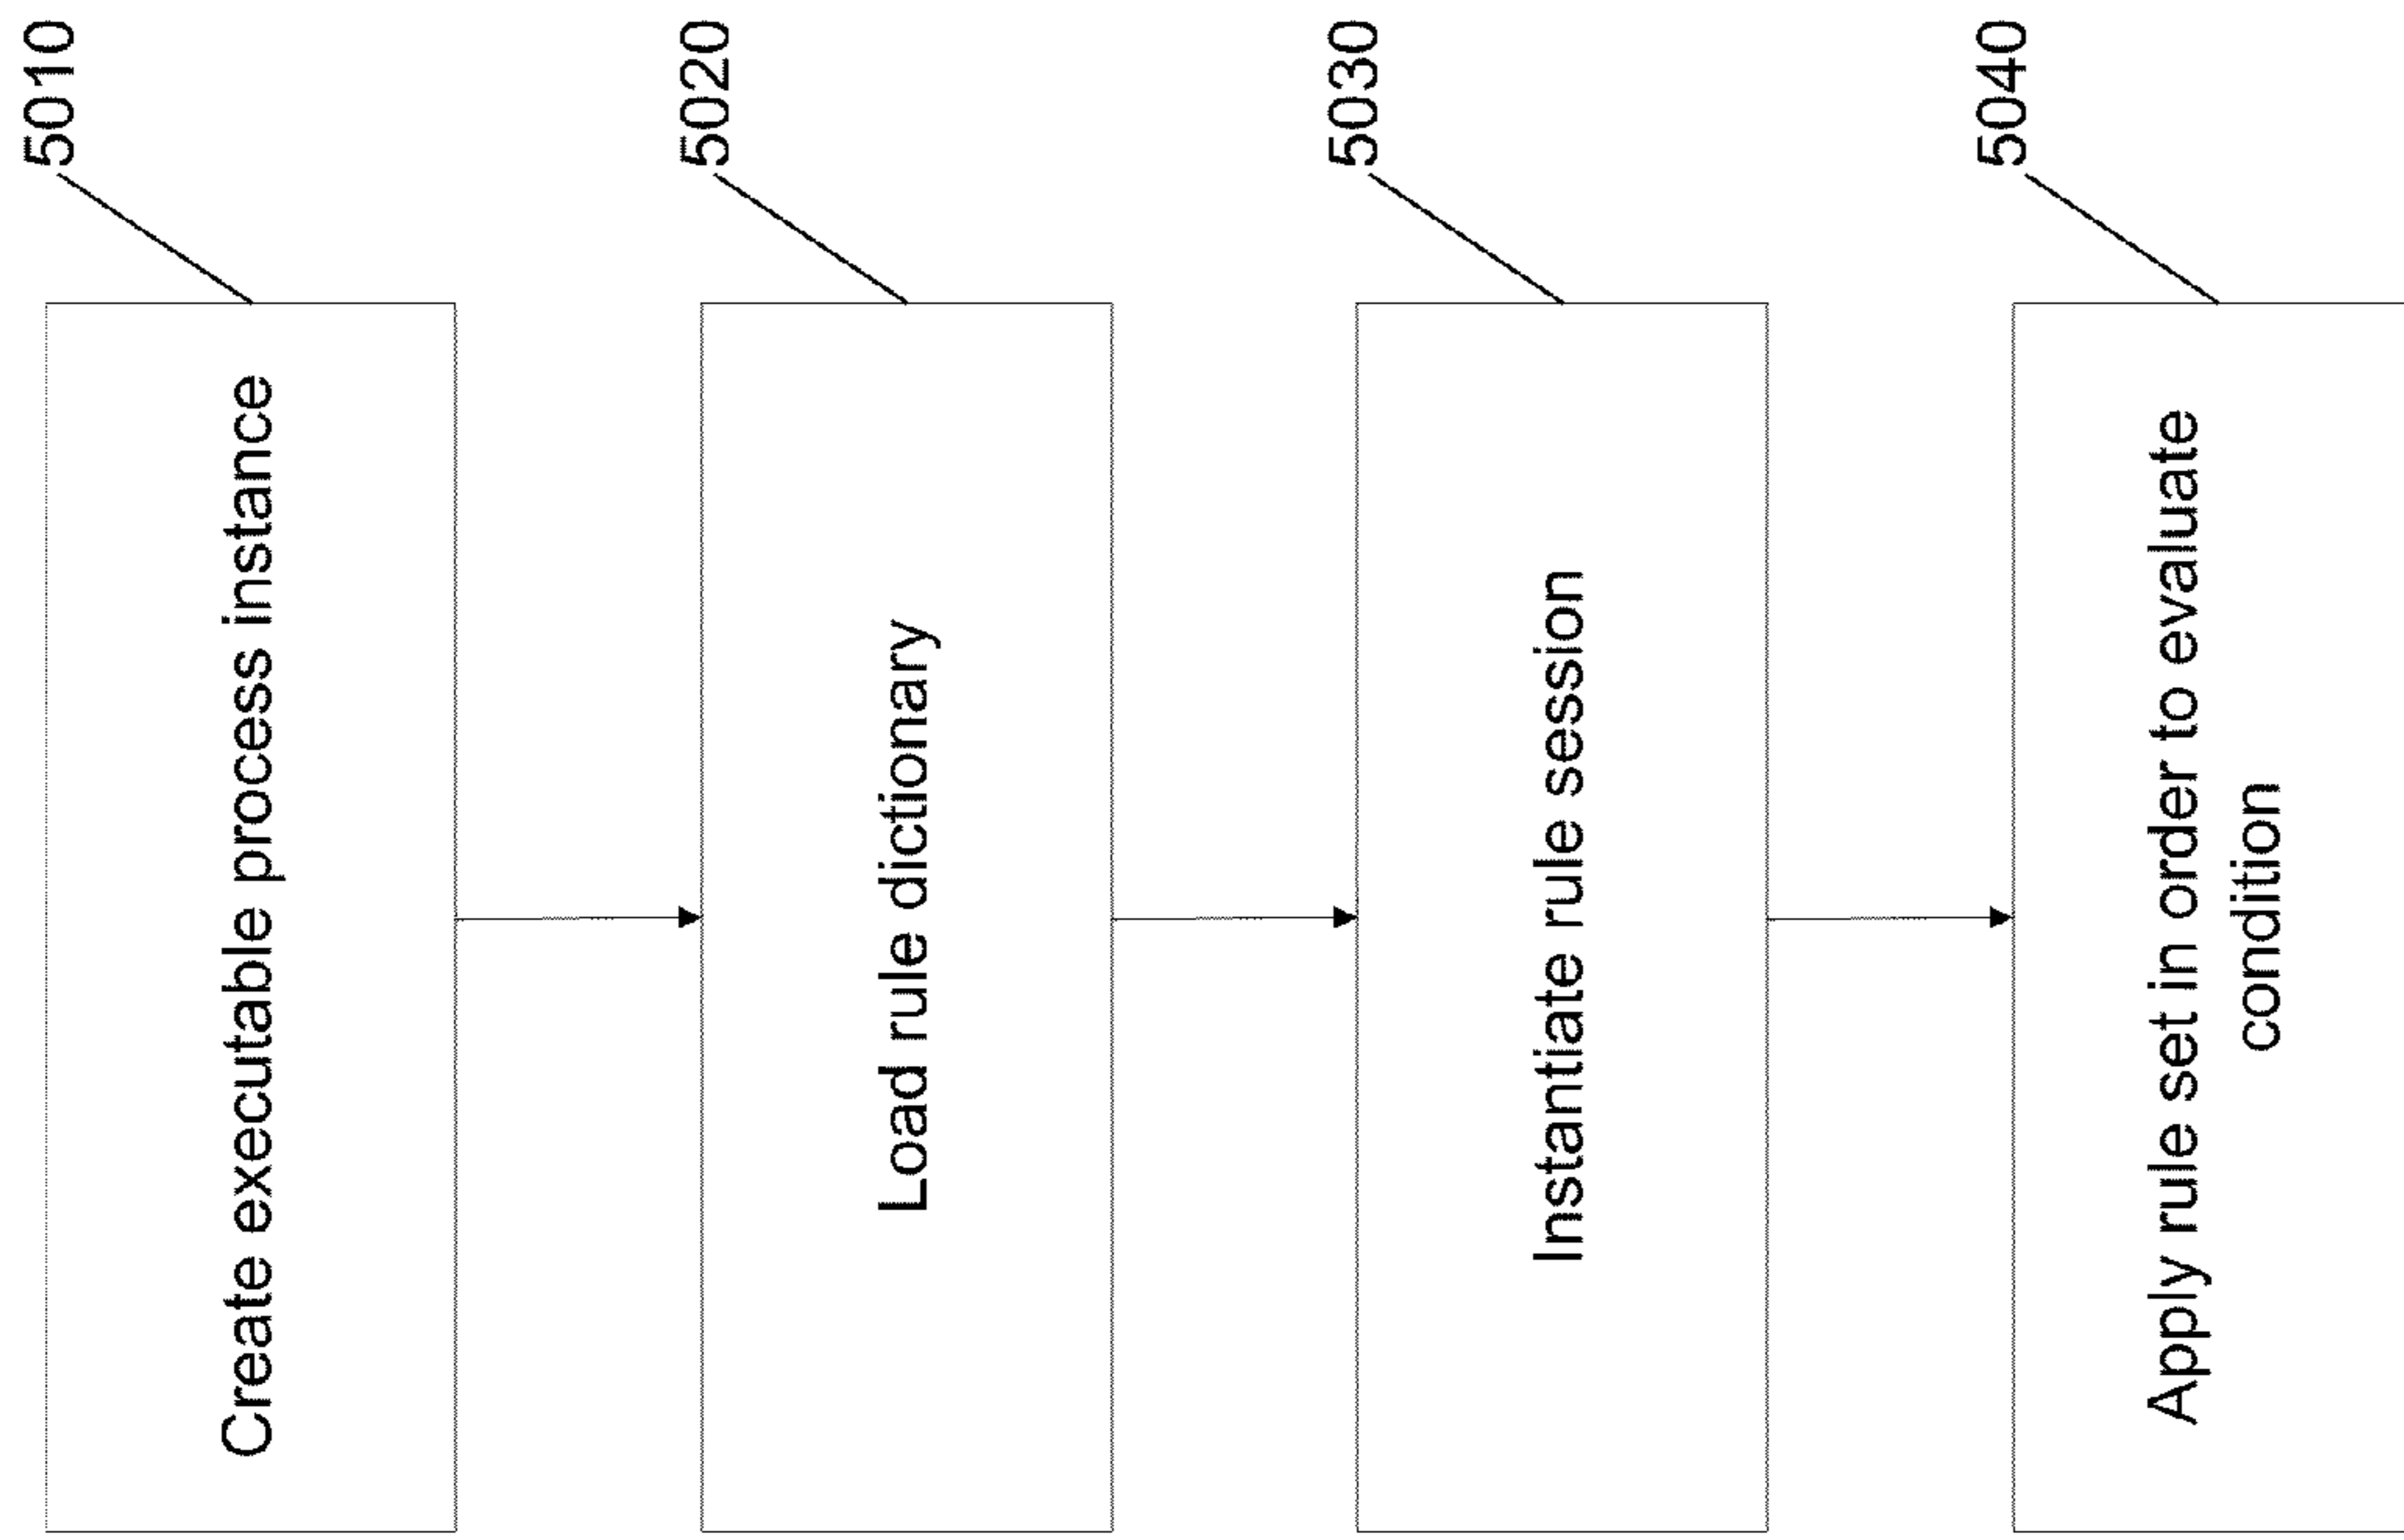 5010
Create executable process instance
5020
Load rule dictionary
5030
Instantiate rule session
5040
Apply rule set in order to evaluate
condition